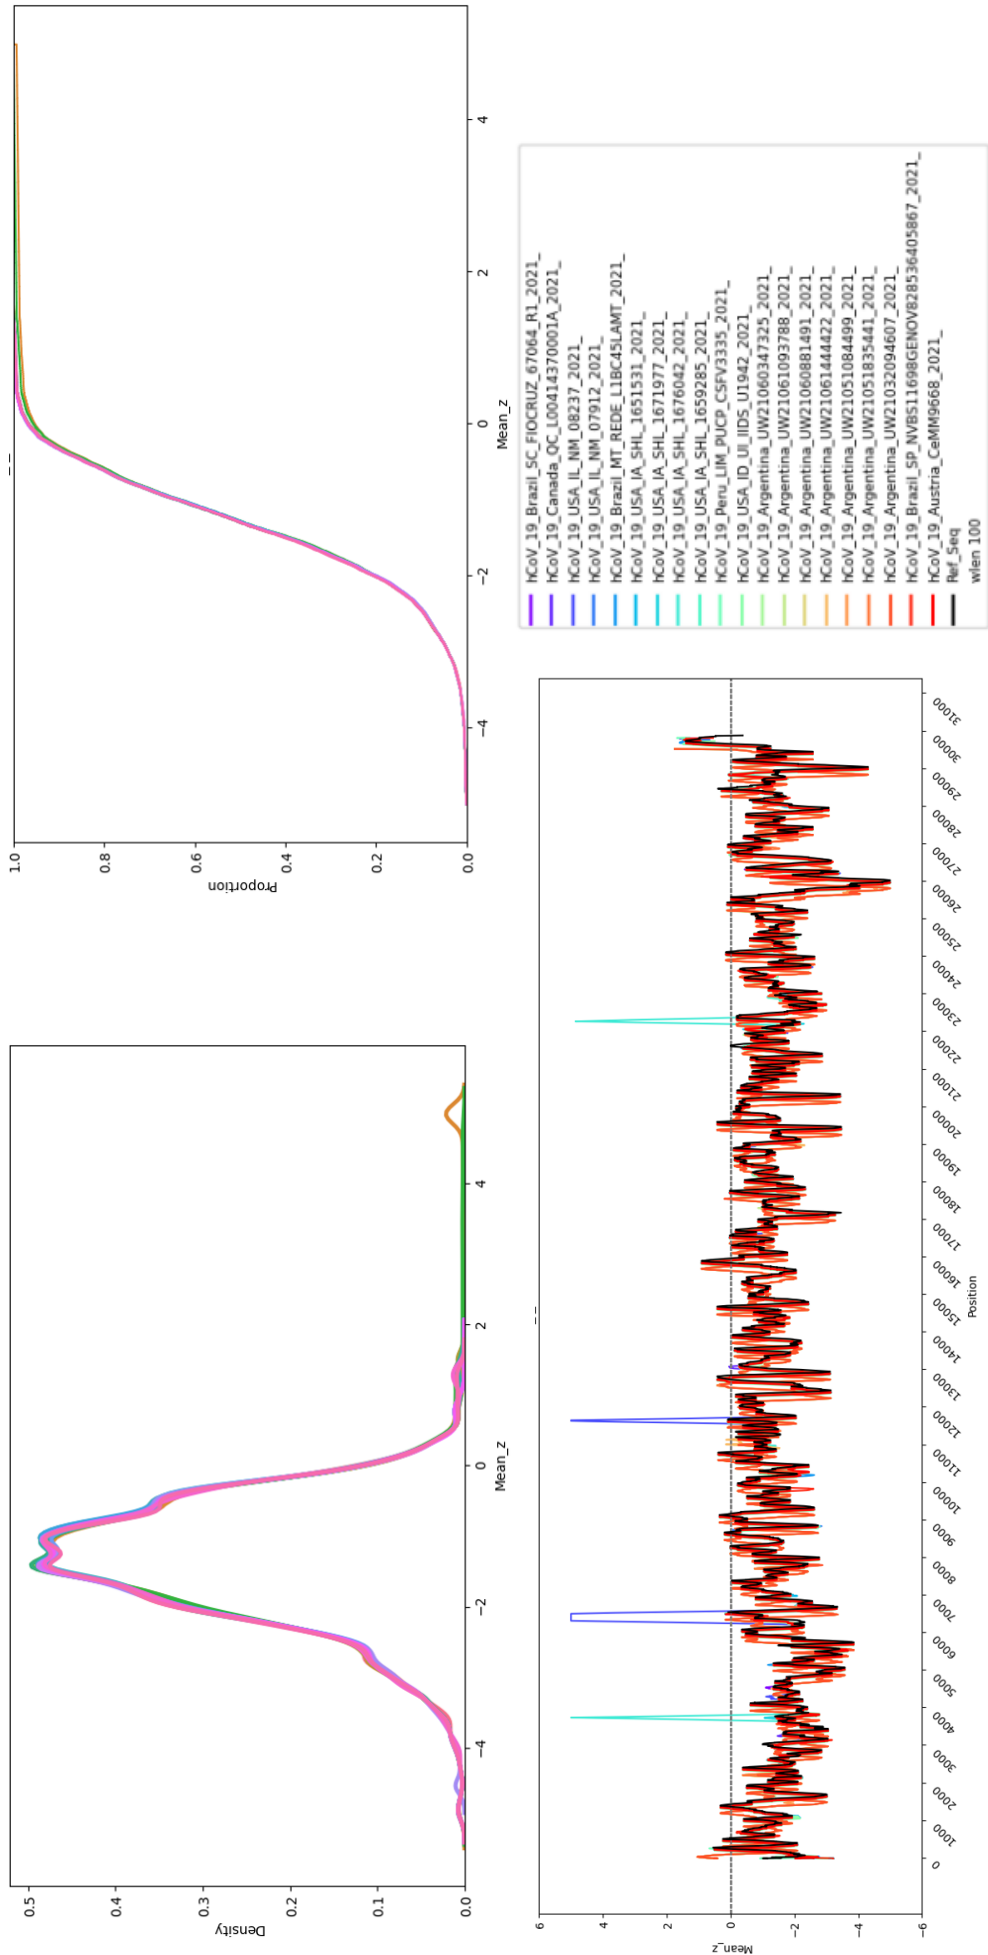 0.5
0.4
0.3
0.2
0.1
0.0
Density
−4
−2
0
2
4
Mean_z
1.0
0.8
0.6
0.4
0.2
0.0
Proportion
−4
−2
0
2
4
Mean_z
6
4
2
0
−2
−4
−6
Mean_z
0
1000
2000
3000
4000
5000
6000
7000
8000
9000
10000
11000
12000
13000
14000
15000
16000
17000
18000
19000
20000
21000
22000
23000
24000
25000
26000
27000
28000
29000
30000
31000
Position
hCoV_19_Brazil_SC_FIOCRUZ_67064_R1_2021_
hCoV_19_Canada_QC_L00414370001A_2021_
hCoV_19_USA_IL_NM_08237_2021_
hCoV_19_USA_IL_NM_07912_2021_
hCoV_19_Brazil_MT_REDE_L1BC45LAMT_2021_
hCoV_19_USA_IA_SHL_1651531_2021_
hCoV_19_USA_IA_SHL_1671977_2021_
hCoV_19_USA_IA_SHL_1676042_2021_
hCoV_19_USA_IA_SHL_1659285_2021_
hCoV_19_Peru_LIM_PUCP_CSFV3335_2021_
hCoV_19_USA_ID_UI_IIDS_U1942_2021_
hCoV_19_Argentina_UW21060347325_2021_
hCoV_19_Argentina_UW21061093788_2021_
hCoV_19_Argentina_UW21060881491_2021_
hCoV_19_Argentina_UW21061444422_2021_
hCoV_19_Argentina_UW21051084499_2021_
hCoV_19_Argentina_UW21051835441_2021_
hCoV_19_Argentina_UW21032094607_2021_
hCoV_19_Brazil_SP_NVBS11698GENOV828536405867_2021_
hCoV_19_Austria_CeMM9668_2021_
Ref_Seq
wlen 100